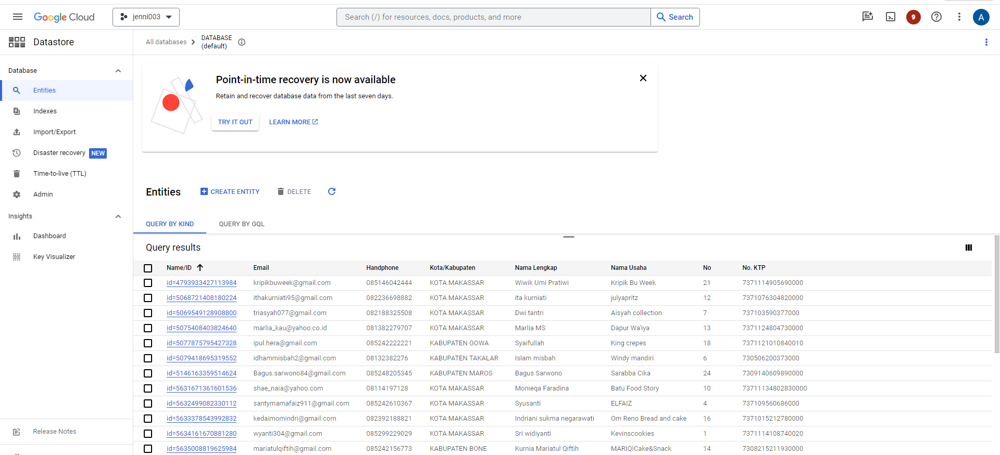 Google Cloud
jenni003
Search (/) for resources, docs, products, and more
Search
9
A
Datastore
All databases
DATABASE
(default)
Database
Entities
Indexes
Import/Export
Disaster recovery NEW
Time-to-live (TTL)
Admin
Insights
Dashboard
Key Visualizer
Release Notes
Point-in-time recovery is now available
Retain and recover database data from the last seven days.
TRY IT OUT LEARN MORE
Entities CREATE ENTITY DELETE
QUERY BY KIND QUERY BY GQL
Query results
Name/ID Email Handphone Kota/Kabupaten Nama Lengkap Nama Usaha No No. KTP
id=4793933427113984 kripikbuweek@gmail.com 085146042444 KOTA MAKASSAR Wiwik Umi Pratiwi Kripik Bu Week 21 7371114905690000
id=5068721408180224 ithakurniati95@gmail.com 082236698882 KOTA MAKASSAR ita kurniati julyapritz 12 7371076304820000
id=5069549128908800 triasyah077@gmail.com 082188325508 KOTA MAKASSAR Dwi tantri Aisyah collection 7 737103590377000
id=5075408403824640 marlia_kau@yahoo.co.id 081382279707 KOTA MAKASSAR Marlia MS Dapur Wa'iya 13 7371124804730000
id=5077875795427328 ipul.hera@gmail.com 085242222221 KABUPATEN GOWA Syaifullah King crepes 18 7371121010840010
id=5079418695319552 idhammisbah2@gmail.com 08132382276 KABUPATEN TAKALAR Islam misbah Windy mandiri 6 730506200373000
id=5146163359514624 Bagus.sarwono84@gmail.com 085248205345 KABUPATEN MAROS Bagus Sarwono Sarabba Cika 24 7309140609890000
id=5631671361601536 shae_naia@yahoo.com 08114197128 KOTA MAKASSAR Monieqa Faradina Batu Food Story 10 73711134802830000
id=5632499082330112 santymamafaiz911@gmail.com 085242610367 KOTA MAKASSAR Syusanti ELFAIZ 4 737109560686000
id=5633378543992832 kedaimomindri@gmail.com 082392188821 KOTA MAKASSAR Indriani sukma negarawati Om Reno Bread and cake 16 7371015212780000
id=5634161670881280 wyanti304@gmail.com 085299229029 KOTA MAKASSAR Sri widiyanti Kevinscookies 1 7371114108740020
id=5635008819625984 mariatulqiftih@gmail.com 085242156773 KABUPATEN BONE Kurnia Mariatul Qiftih MARIQICake&Snack 14 7308215211930000